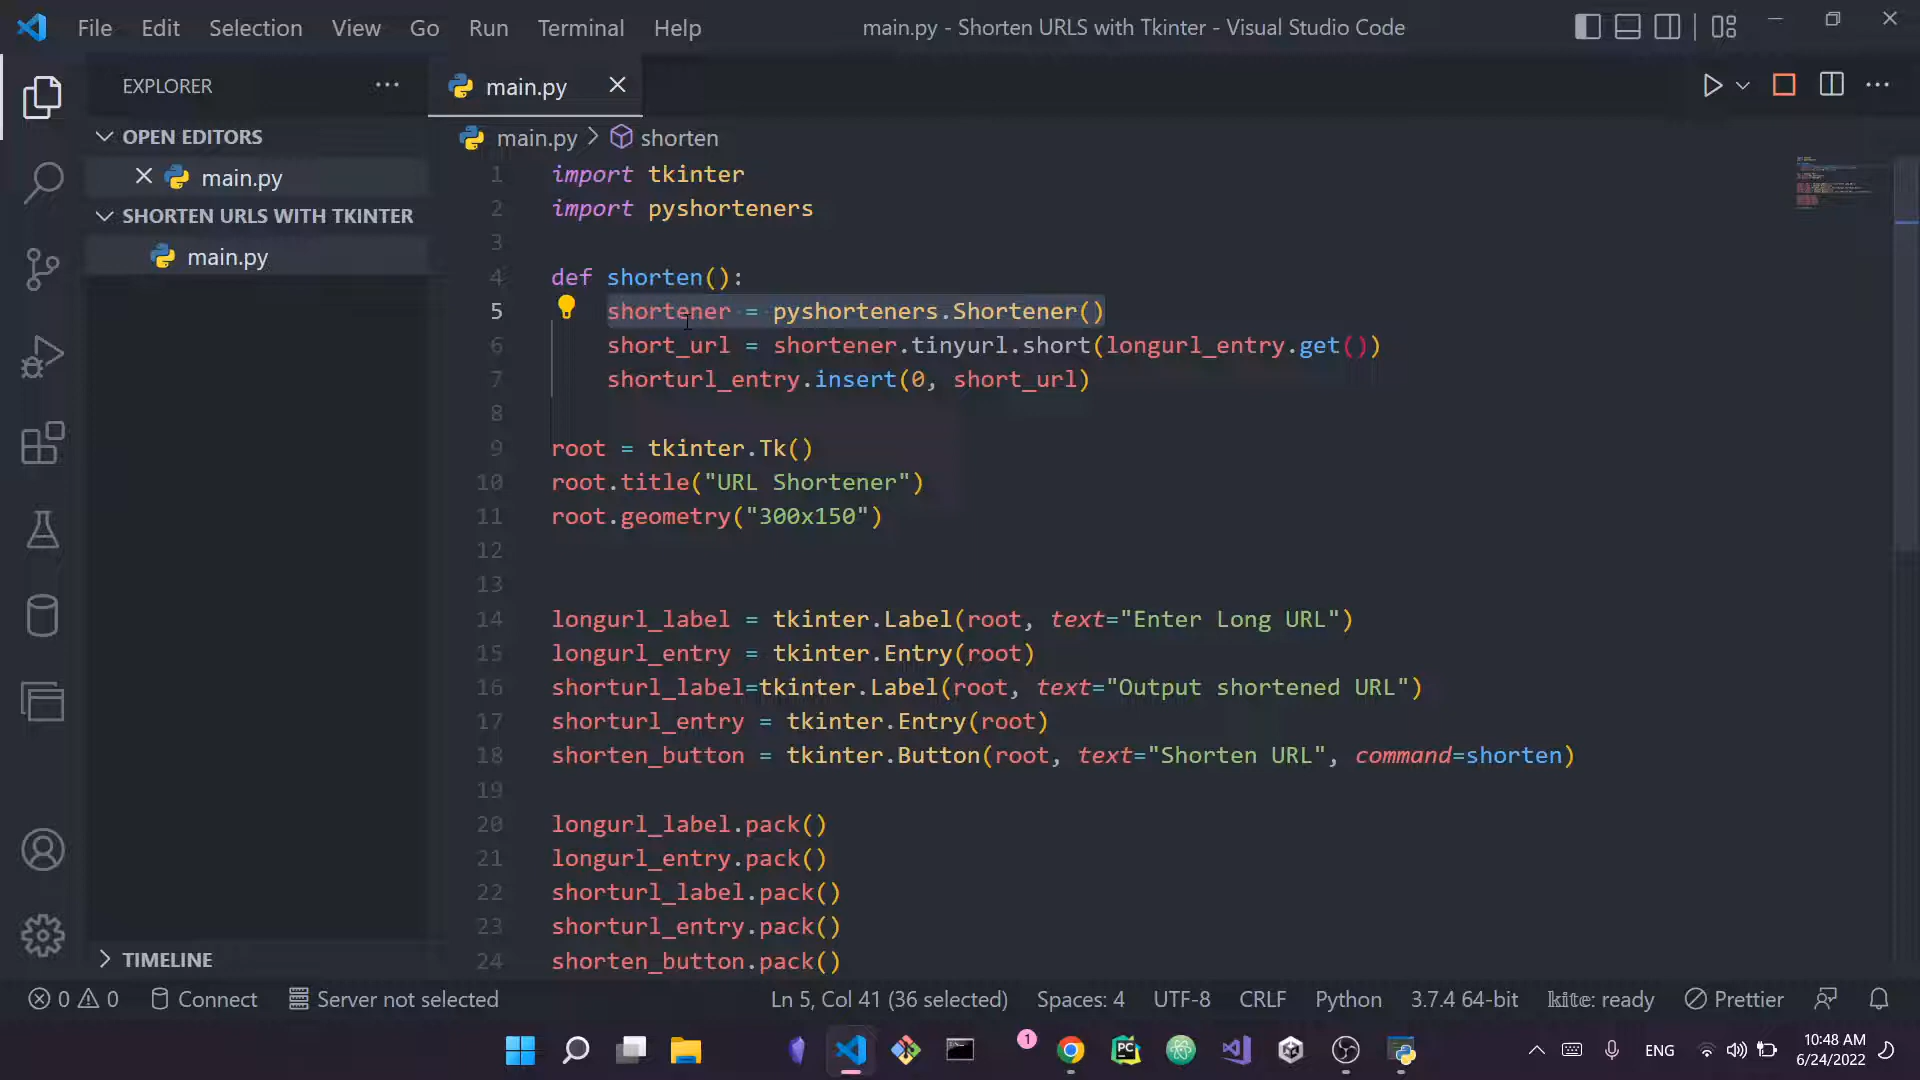 File Edit Selection View Go Run Terminal Help
main.py - Shorten URLS with Tkinter - Visual Studio Code
EXPLORER
OPEN EDITORS
main.py
SHORTEN URLS WITH TKINTER
main.py
TIMELINE
main.py
main.py shorten
1 import tkinter
2 import pyshorteners
3
4 def shorten():
5 shortener = pyshorteners.Shortener()
6 short_url = shortener.tinyurl.short(longurl_entry.get())
7 shorturl_entry.insert(0, short_url)
8
9 root = tkinter.Tk()
10 root.title("URL Shortener")
11 root.geometry("300x150")
12
13
14 longurl_label = tkinter.Label(root, text="Enter Long URL")
15 longurl_entry = tkinter.Entry(root)
16 shorturl_label=tkinter.Label(root, text="Output shortened URL")
17 shorturl_entry = tkinter.Entry(root)
18 shorten_button = tkinter.Button(root, text="Shorten URL", command=shorten)
19
20 longurl_label.pack()
21 longurl_entry.pack()
22 shorturl_label.pack()
23 shorturl_entry.pack()
24 shorten_button.pack()
0 0 Connect Server not selected Ln 5, Col 41 (36 selected) Spaces: 4 UTF-8 CRLF Python 3.7.4 64-bit kite: ready Prettier
PC
1
ENG
10:48 AM
6/24/2022